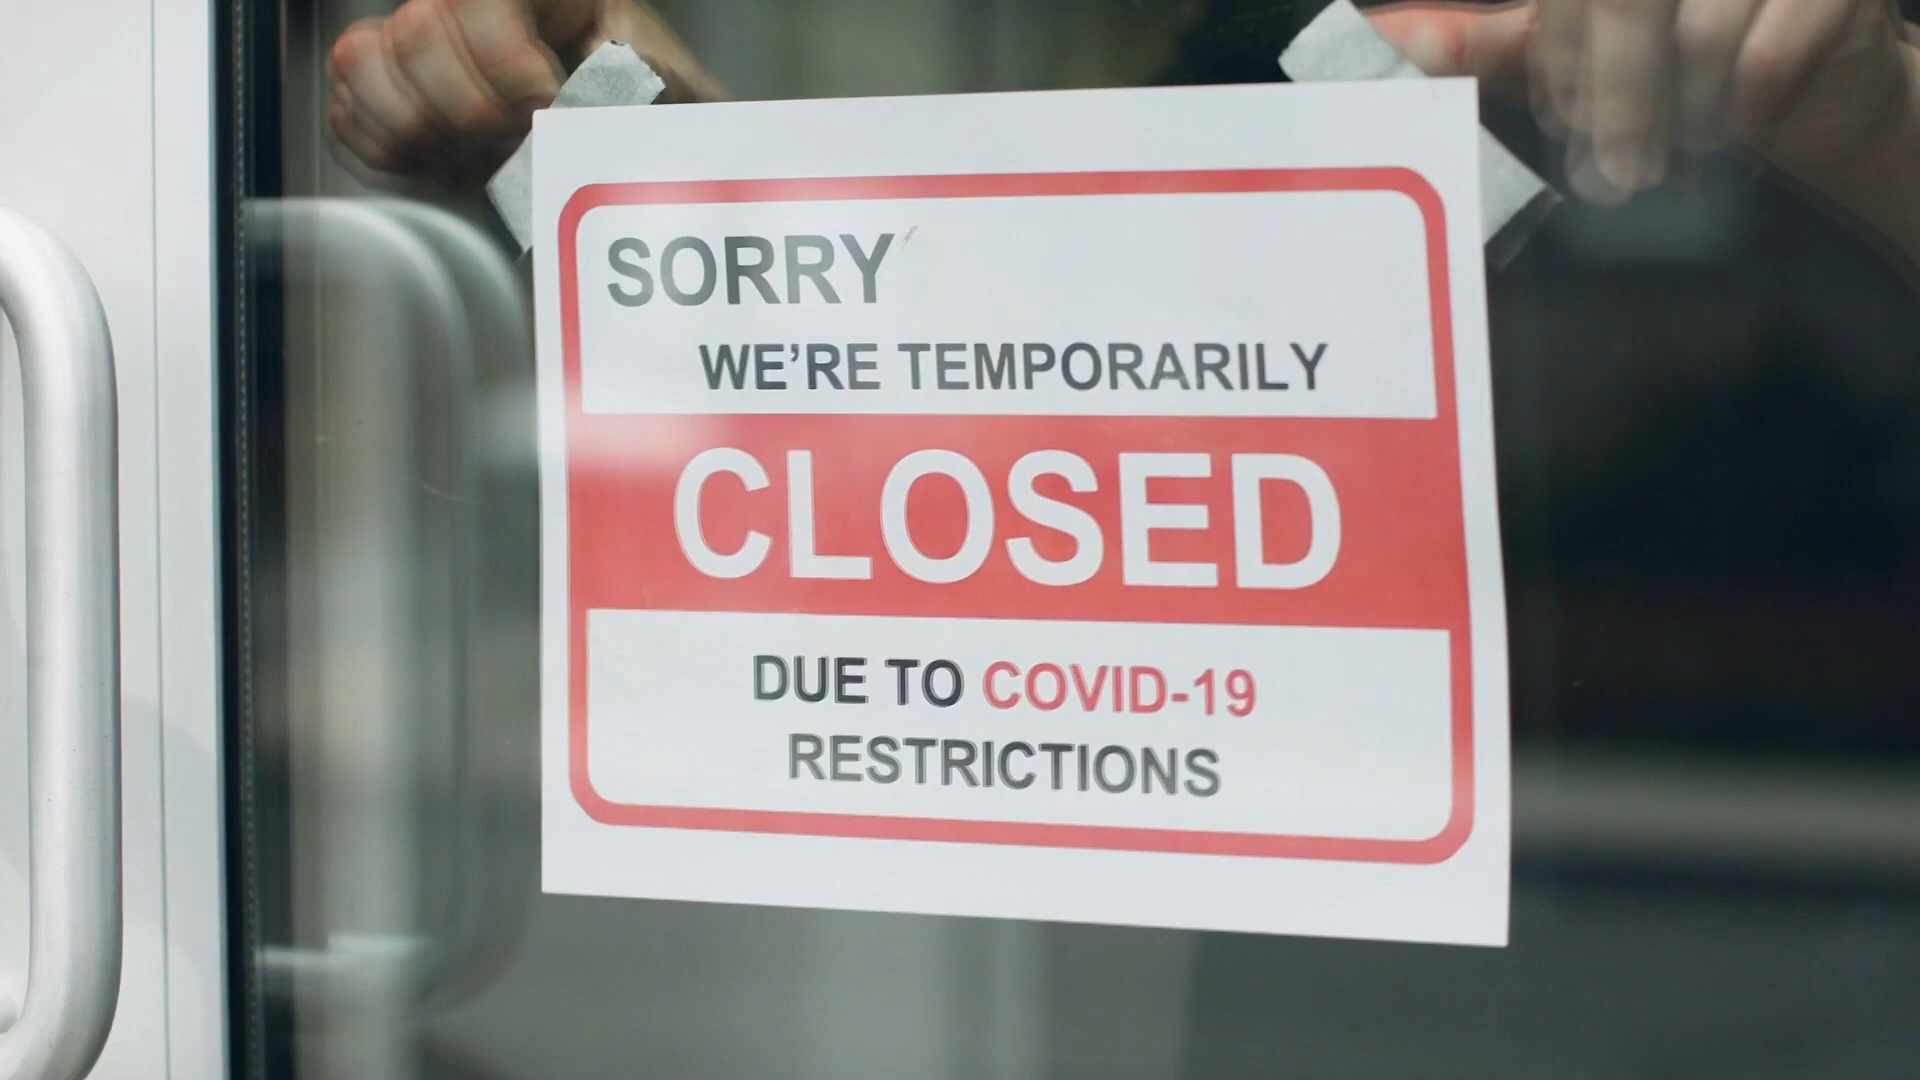 SORRY
WE’RE TEMPORARILY
CLOSED
DUE TO COVID-19
RESTRICTIONS